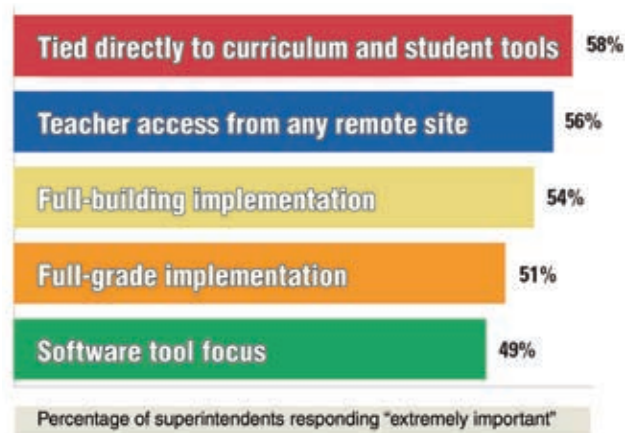 Tied directly to curriculum and student tools 58%
Teacher access from any remote site 56%
Full-building implementation 54%
Full-grade implementation 51%
Software tool focus 49%
Percentage of superintendents responding “extremely important”